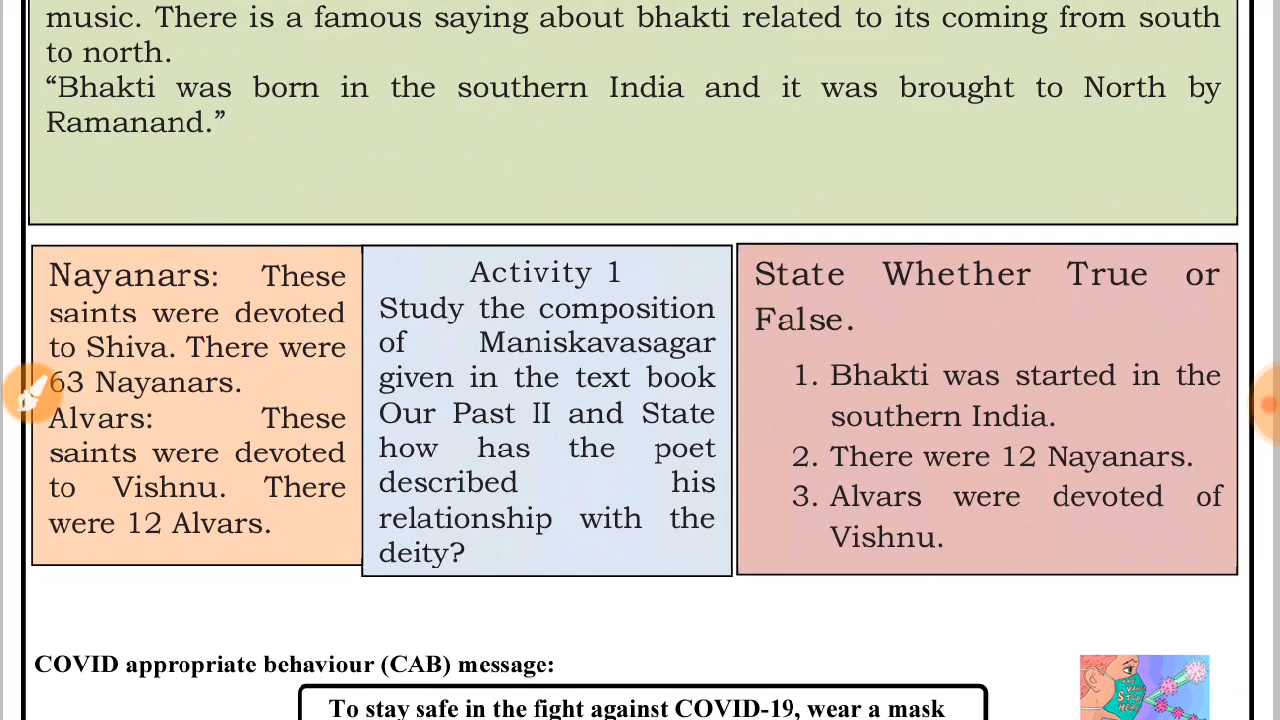 music. There is a famous saying about bhakti related to its coming from south
to north.
“Bhakti was born in the southern India and it was brought to North by
Ramanand.”
Nayanars: These
saints were devoted
to Shiva. There were
63 Nayanars.
Alvars: These
saints were devoted
to Vishnu. There
were 12 Alvars.
Activity 1
Study the composition
of Maniskavasagar
given in the text book
Our Past II and State
how has the poet
described his
relationship with the
deity?
State Whether True or
False.
1. Bhakti was started in the
southern India.
2. There were 12 Nayanars.
3. Alvars were devoted of
Vishnu.
COVID appropriate behaviour (CAB) message:
To stay safe in the fight against COVID-19, wear a mask